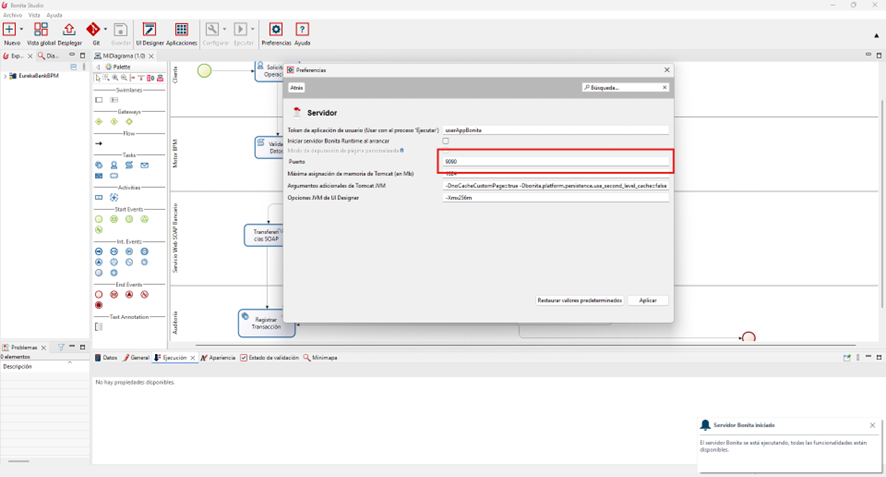 Bonita Studio
Archivo Vista Ayuda
Nuevo Vista global Desplegar Git Guardar UI Designer Aplicaciones Configurar Ejecutar Preferencias Ayuda
Exp... Dia...
EurekaBankBPM
MiDiagrama (1.0)
Palette
Swimlanes
Gateways
Flow
Tasks
Activities
Start Events
Int. Events
End Events
Text Annotation
Cliente
Motor BPM
Servicio Web SOAP Bancario
Auditoría
Solicit
Operaci
Valida
Datos
Transferen
cias SOAP
Registrar
Transacción
Preferencias
Atrás
Búsqueda...
Servidor
Token de aplicación de usuario (Usar con el proceso 'Ejecutar') userAppBonita
Iniciar servidor Bonita Runtime al arrancar
Modo de depuración de página personalizada
Puerto 9090
Máxima asignación de memoria de Tomcat (en Mb)
Argumentos adicionales de Tomcat JVM -DnoCacheCustomPage=true -Dbonita.platform.persistence.use_second_level_cache=false
Opciones JVM de UI Designer -Xmx256m
Restaurar valores predeterminados Aplicar
Problemas
0 elementos
Descripción
Datos General Ejecución Apariencia Estado de validación Minimapa
No hay propiedades disponibles.
Servidor Bonita iniciado
El servidor Bonita se está ejecutando, todas las funcionalidades están
disponibles.